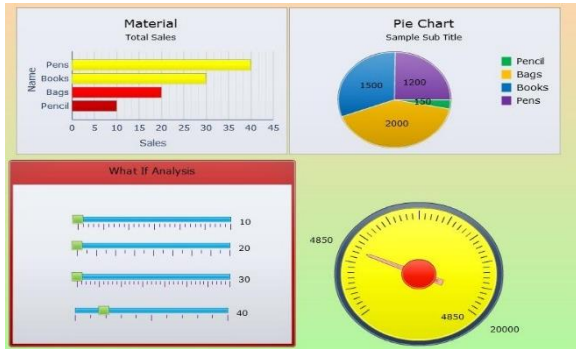 Material
Total Sales
Name
Pens
Books
Bags
Pencil
0 5 10 15 20 25 30 35 40 45
Sales
Pie Chart
Sample Sub Title
1500
1200
150
2000
Pencil
Bags
Books
Pens
What If Analysis
10
20
30
40
4850
4850
20000